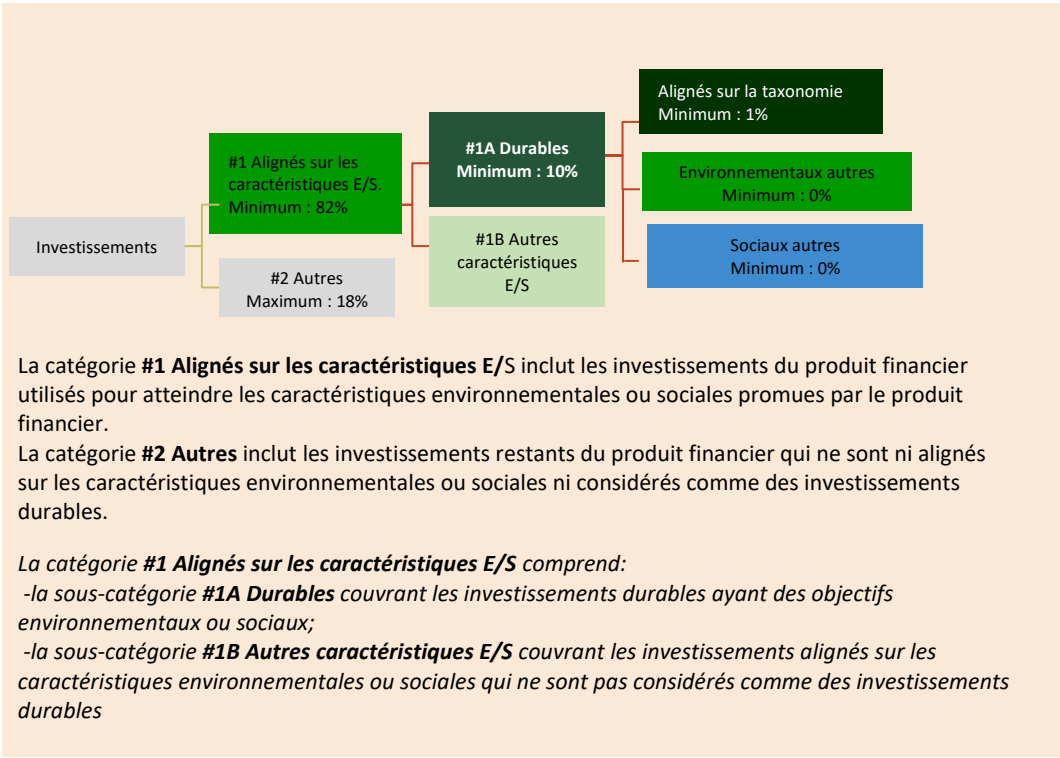 Alignés sur la taxonomie
Minimum : 1%
#1A Durables
Minimum : 10%
#1 Alignés sur les
caractéristiques E/S.
Minimum : 82%
Environnementaux autres
Minimum : 0%
Investissements
#1B Autres
caractéristiques
E/S
Sociaux autres
Minimum : 0%
#2 Autres
Maximum : 18%
La catégorie #1 Alignés sur les caractéristiques E/S inclut les investissements du produit financier
utilisés pour atteindre les caractéristiques environnementales ou sociales promues par le produit
financier.
La catégorie #2 Autres inclut les investissements restants du produit financier qui ne sont ni alignés
sur les caractéristiques environnementales ou sociales ni considérés comme des investissements
durables.
La catégorie #1 Alignés sur les caractéristiques E/S comprend:
-la sous-catégorie #1A Durables couvrant les investissements durables ayant des objectifs
environnementaux ou sociaux;
-la sous-catégorie #1B Autres caractéristiques E/S couvrant les investissements alignés sur les
caractéristiques environnementales ou sociales qui ne sont pas considérés comme des investissements
durables